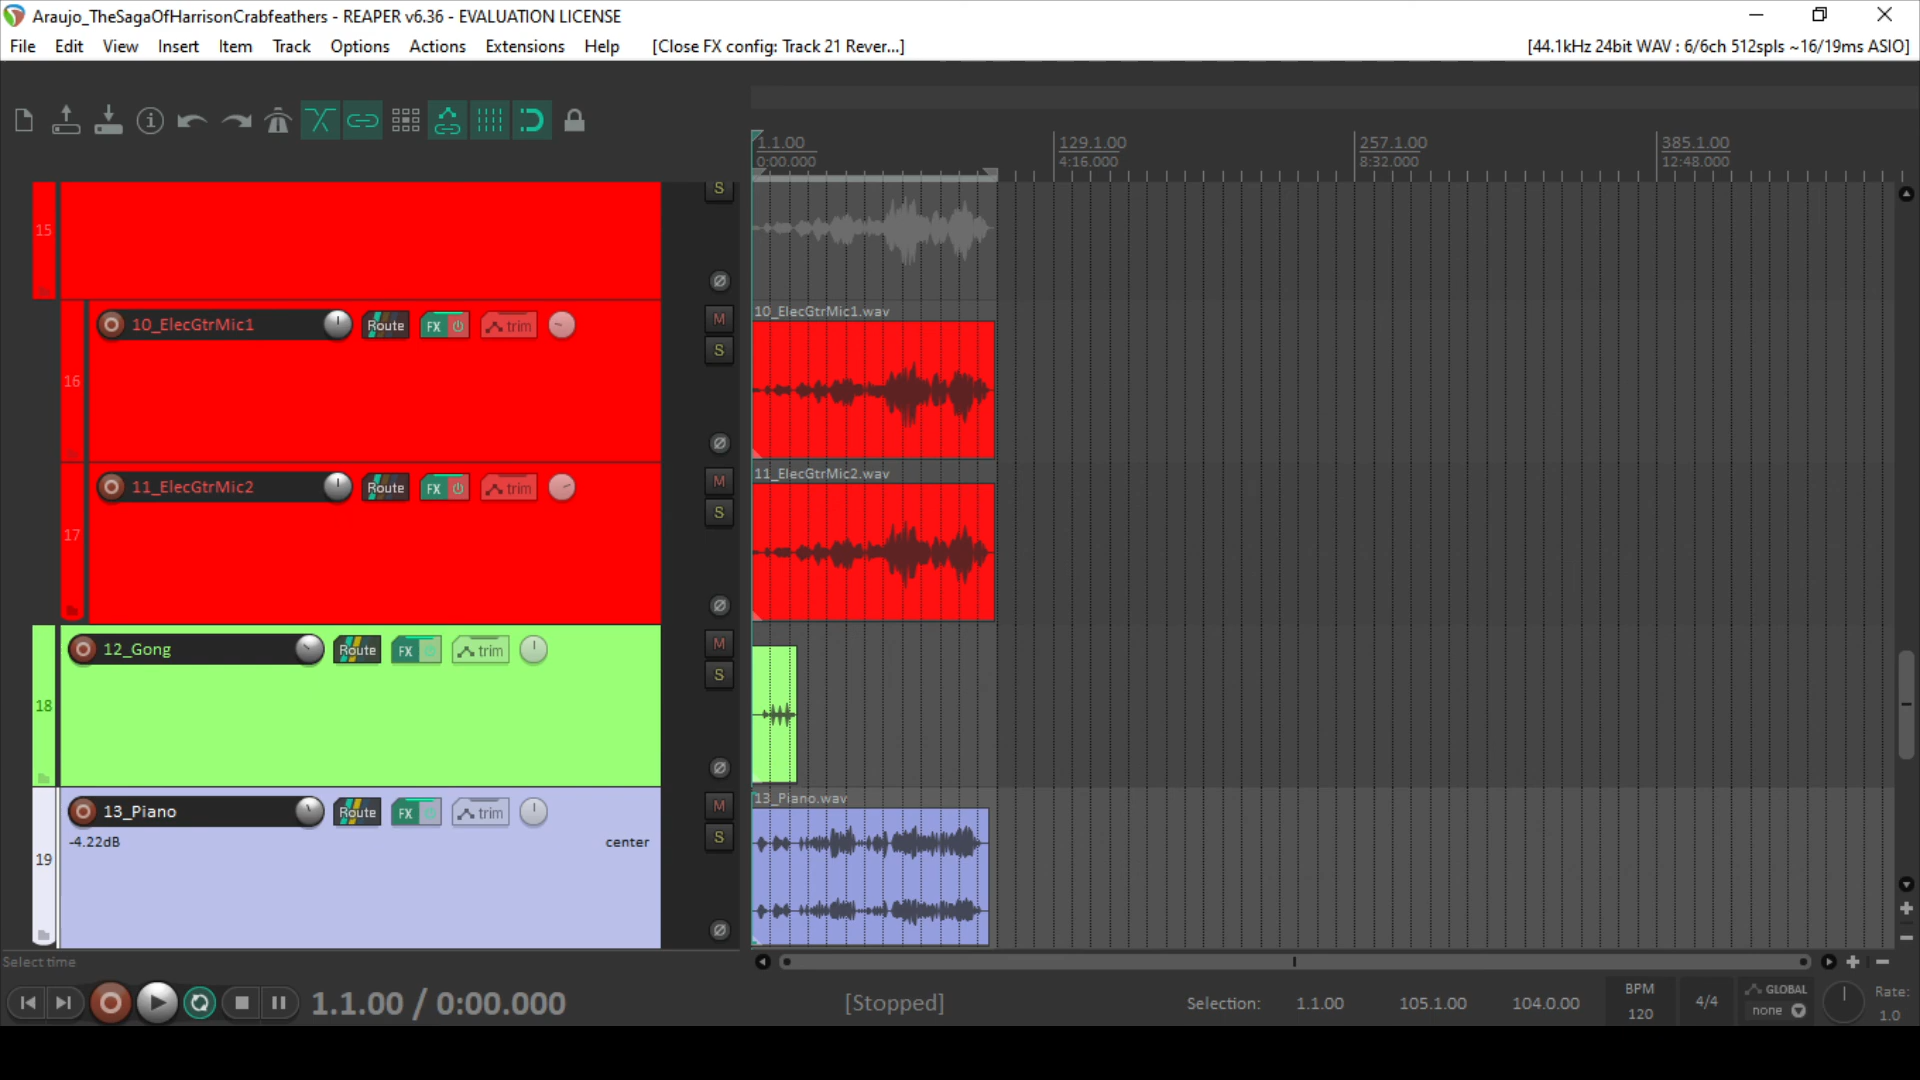 Araujo_TheSagaOfHarrisonCrabfeathers - REAPER v6.36 - EVALUATION LICENSE
File Edit View Insert Item Track Options Actions Extensions Help [Close FX config: Track 21 Rever...] [44.1kHz 24bit WAV : 6/6ch 512spls ~16/19ms ASIO]
1.1.00 129.1.00 257.1.00 385.1.00
0:00.000 4:16.000 8:32.000 12:48.000
S
15
10_ElecGtrMic1 Route FX trim M 10_ElecGtrMic1.wav
S
16
11_ElecGtrMic2 Route FX trim M 11_ElecGtrMic2.wav
S
17
12_Gong Route FX trim M
S
18
13_Piano Route FX trim M 13_Piano.wav
-4.22dB center S
19
Select time
1.1.00 / 0:00.000 [Stopped] Selection: 1.1.00 105.1.00 104.0.00 BPM 120 4/4 GLOBAL none Rate: 1.0